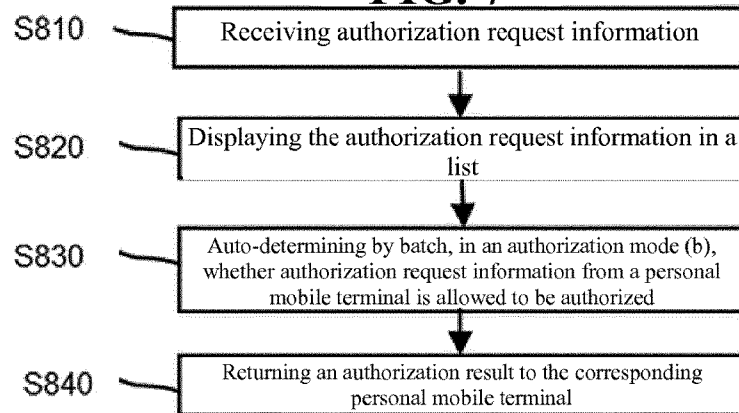 FIG. 7
S810
Receiving authorization request information
S820
Displaying the authorization request information in a
list
S830
Auto-determining by batch, in an authorization mode (b),
whether authorization request information from a personal
mobile terminal is allowed to be authorized
S840
Returning an authorization result to the corresponding
personal mobile terminal